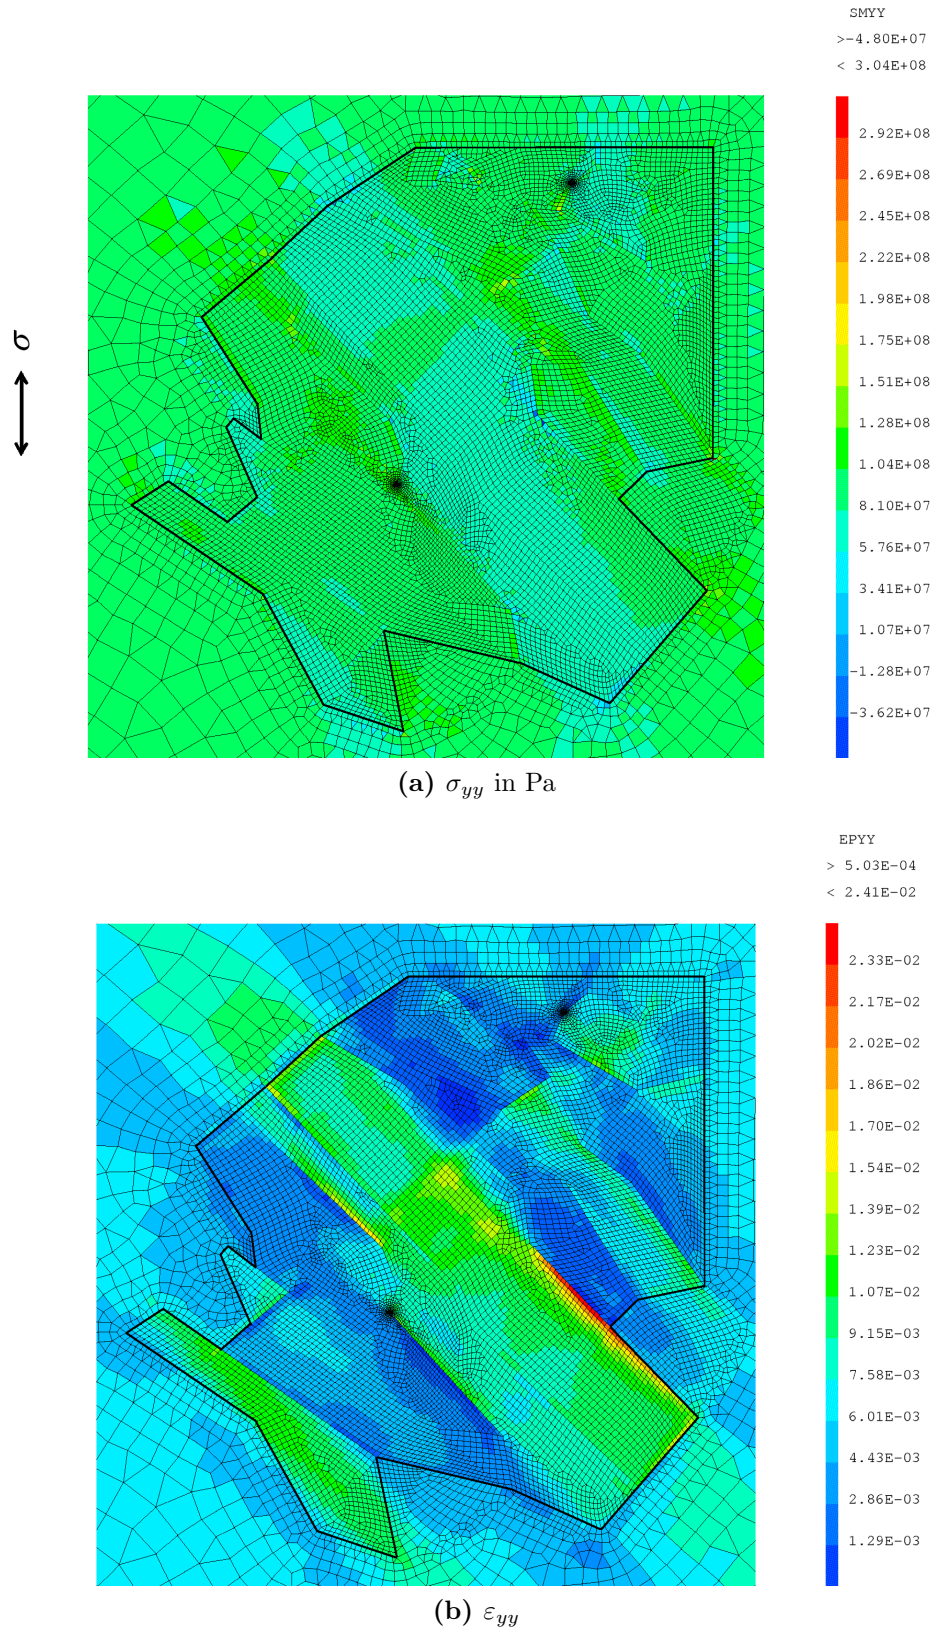 SMYY
>-4.80E+07
< 3.04E+08
2.92E+08
2.69E+08
2.45E+08
2.22E+08
1.98E+08
1.75E+08
1.51E+08
1.28E+08
1.04E+08
8.10E+07
5.76E+07
3.41E+07
1.07E+07
-1.28E+07
-3.62E+07
σ
(a) σyy in Pa
EPYY
> 5.03E-04
< 2.41E-02
2.33E-02
2.17E-02
2.02E-02
1.86E-02
1.70E-02
1.54E-02
1.39E-02
1.23E-02
1.07E-02
9.15E-03
7.58E-03
6.01E-03
4.43E-03
2.86E-03
1.29E-03
(b) εyy